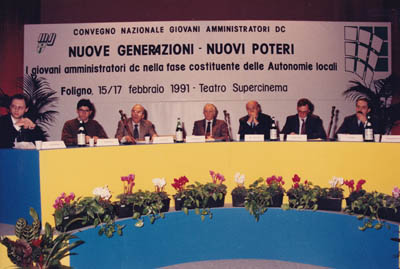 CONVEGNO NAZIONALE GIOVANI AMMINISTRATORI DC
NUOVE GENERAZIONI - NUOVI POTERI
I giovani amministratori dc nella fase costituente delle Autonomie locali
Foligno, 15/17 febbraio 1991 - Teatro Supercinema